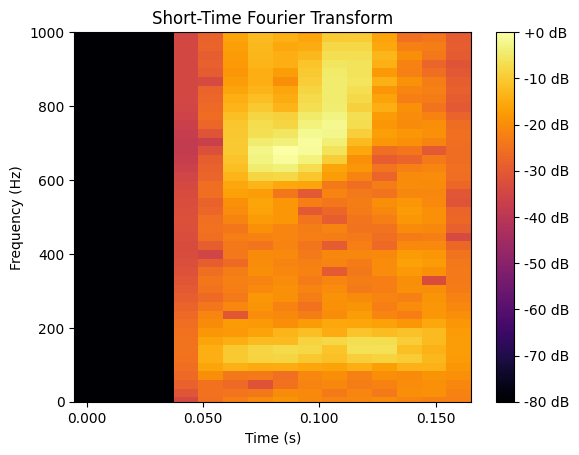 Short-Time Fourier Transform
Frequency (Hz)
1000
800
600
400
200
0
0.000
0.050
0.100
0.150
Time (s)
+0 dB
-10 dB
-20 dB
-30 dB
-40 dB
-50 dB
-60 dB
-70 dB
-80 dB